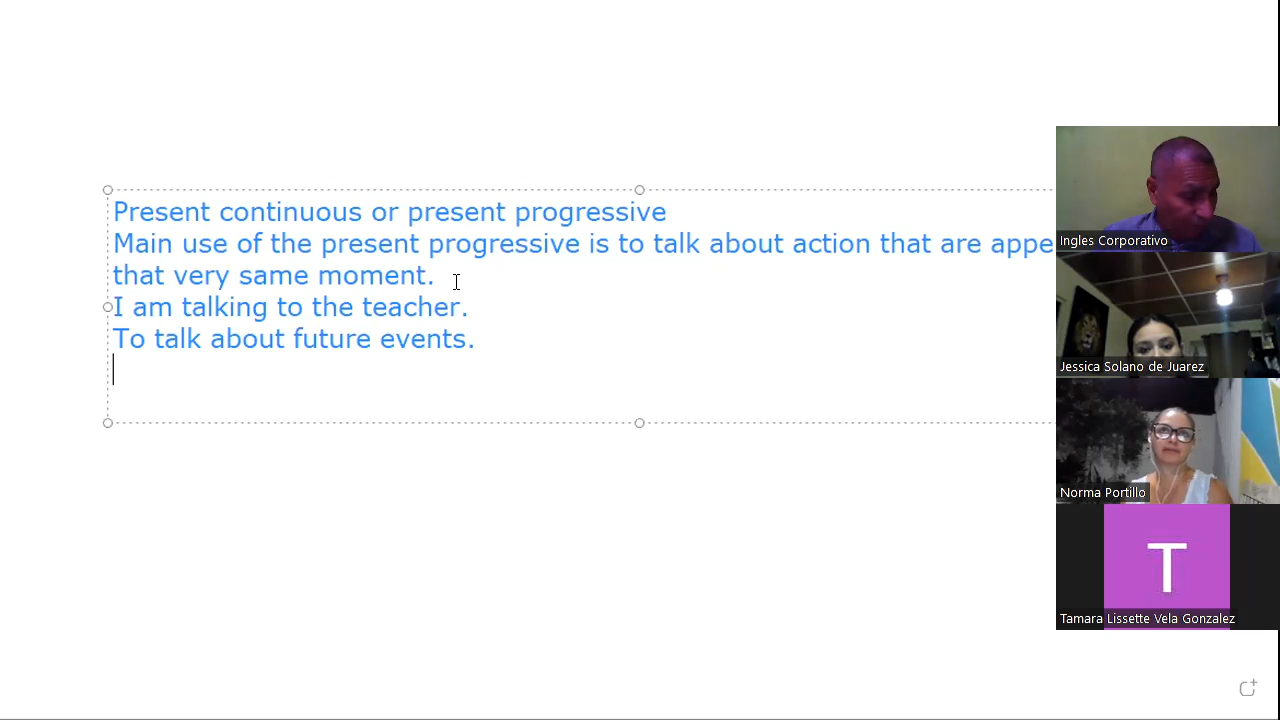 Present continuous or present progressive
Main use of the present progressive is to talk about action that are appe
that very same moment.
I am talking to the teacher.
To talk about future events.
Ingles Corporativo
Jessica Solano de Juarez
Norma Portillo
T
Tamara Lissette Vela Gonzalez